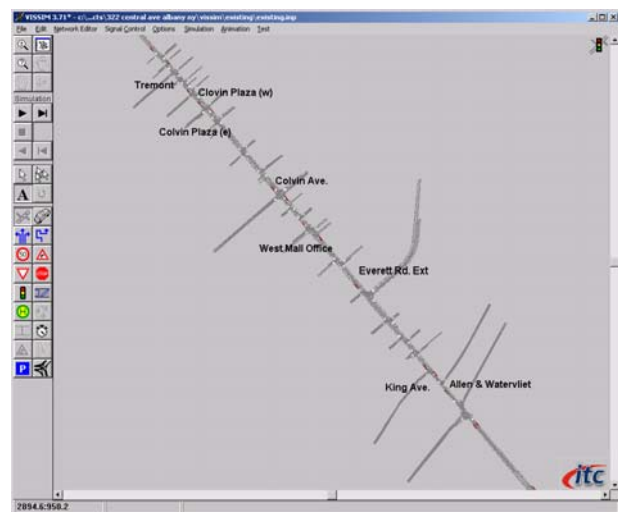 VISSIM 3.71* - c:\...cts\322 central ave albany ny\vissim\existing\existing.inp
File Edit Network Editor Signal Control Options Simulation Animation Test
Simulation
Tremont
Clovin Plaza (w)
Colvin Plaza (e)
Colvin Ave.
West Mall Office
Everett Rd. Ext
King Ave.
Allen & Watervliet
A
50
STOP
H
P
itc
2894.6:950.2